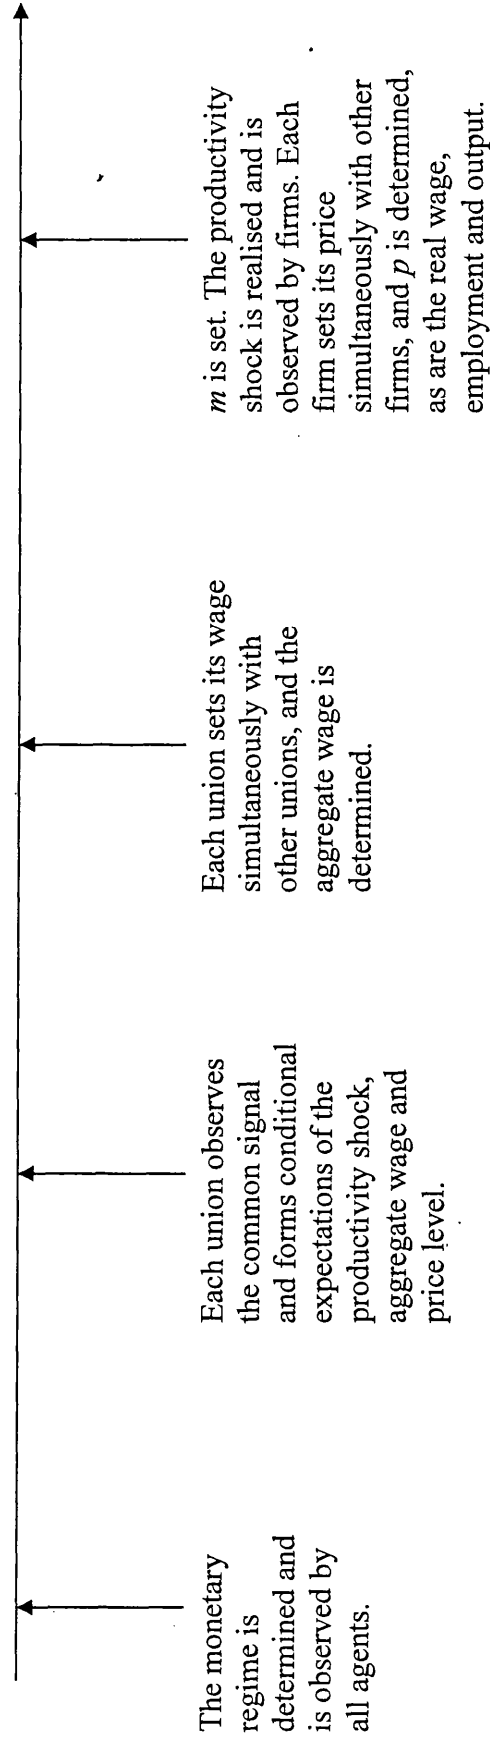 The monetary
regime is
determined and
is observed by
all agents.
Each union observes
the common signal
and forms conditional
expectations of the
productivity shock,
aggregate wage and
price level.
Each union sets its wage
simultaneously with
other unions, and the
aggregate wage is
determined.
m is set. The productivity
shock is realised and is
observed by firms. Each
firm sets its price
simultaneously with other
firms, and p is determined,
as are the real wage,
employment and output.